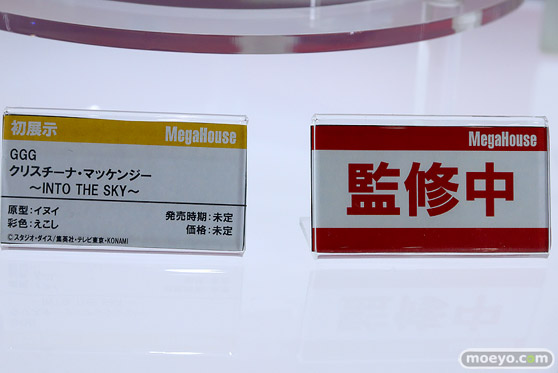 初展示
MegaHouse
GGG
クリスチーナ・マッケンジー
～INTO THE SKY～
原型：イヌイ
彩色：えこし
発売時期：未定
価格：未定
©スタジオ・ダイス/集英社・テレビ東京・KONAMI
MegaHouse
監修中
moeyo.com